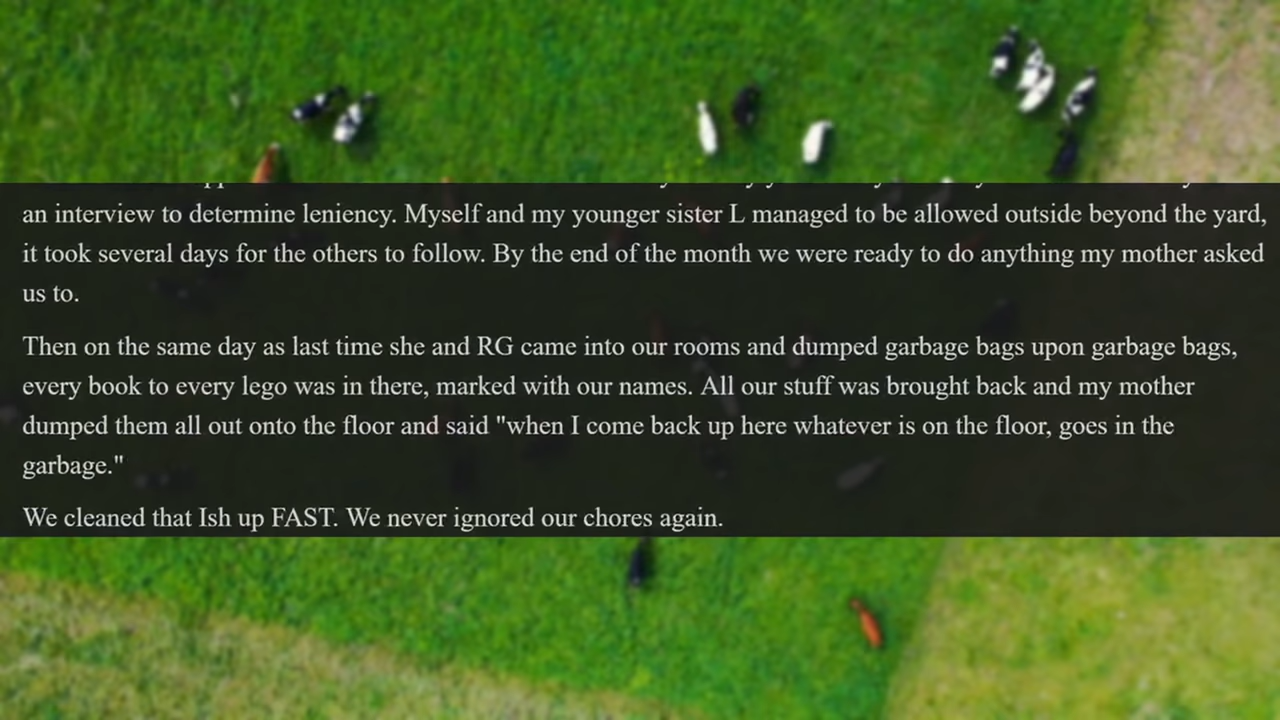 an interview to determine leniency. Myself and my younger sister L managed to be allowed outside beyond the yard,
it took several days for the others to follow. By the end of the month we were ready to do anything my mother asked
us to.
Then on the same day as last time she and RG came into our rooms and dumped garbage bags upon garbage bags,
every book to every lego was in there, marked with our names. All our stuff was brought back and my mother
dumped them all out onto the floor and said "when I come back up here whatever is on the floor, goes in the
garbage."
We cleaned that Ish up FAST. We never ignored our chores again.